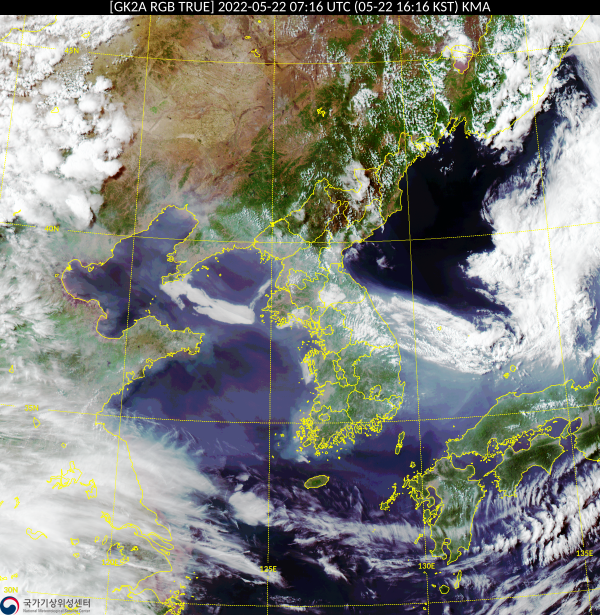 [GK2A RGB TRUE] 2022-05-22 07:16 UTC (05-22 16:16 KST) KMA
125E
130E
135E
30N
국가기상위성센터
National Meteorological Satellite Center